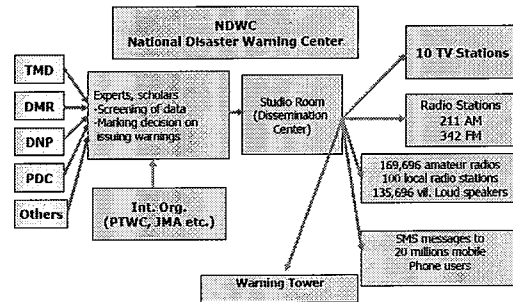 NDWC
National Disaster Warning Center
TMD
DMR
DNP
PDC
Others
Experts, scholars
-Screening of data
-Marking decision on
issuing warnings
Int. Org.
(PTWC, JMA etc.)
Studio Room
(Dissemination
Center)
10 TV Stations
Radio Stations
211 AM
342 FM
169,696 amateur radios
100 local radio stations
135,696 vil. Loud speakers
SMS messages to
20 millions mobile
Phone users
Warning Tower